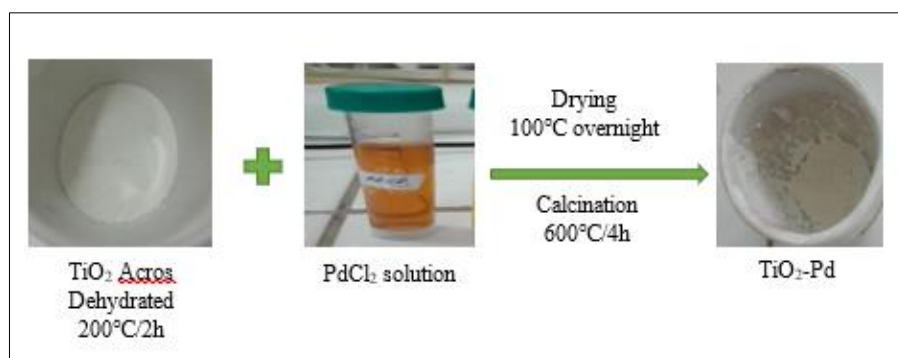 Drying
100°C overnight
Calcination
600°C/4h
TiO₂ Acros
Dehydrated
200°C/2h
PdCl₂ solution
TiO₂-Pd